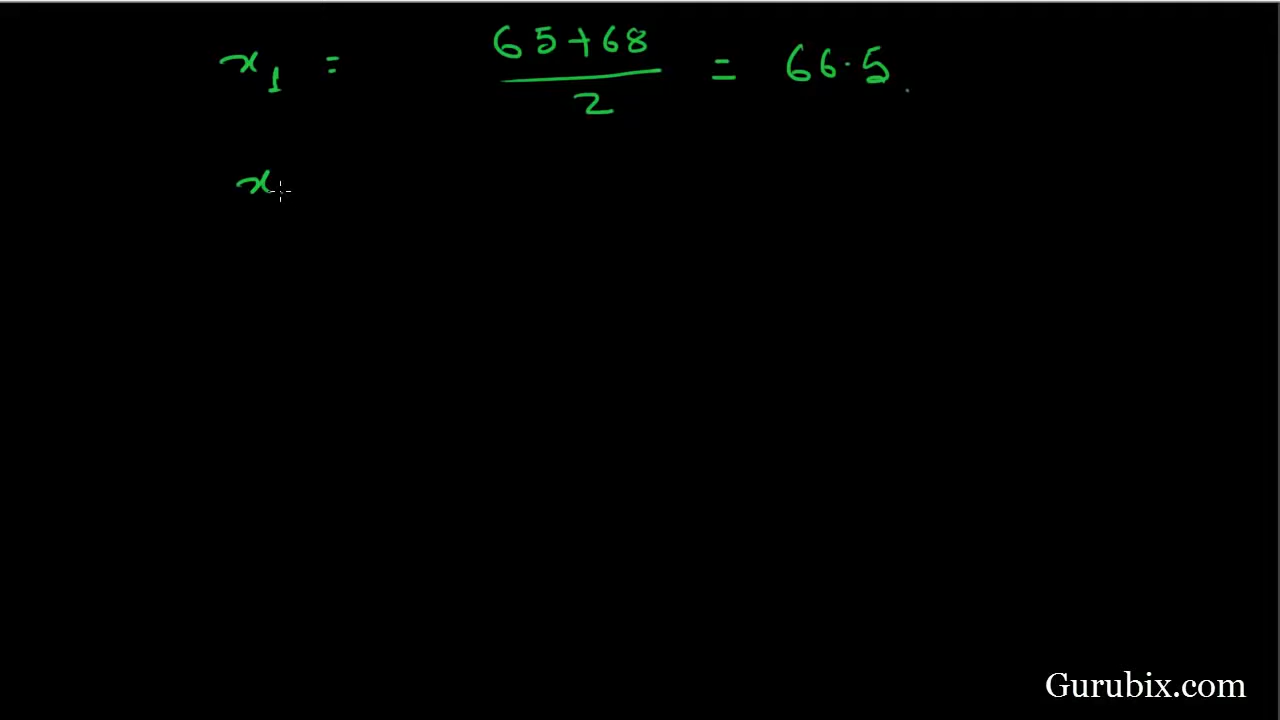 x₁ = (65+68)/2 = 66.5
x
Gurubix.com